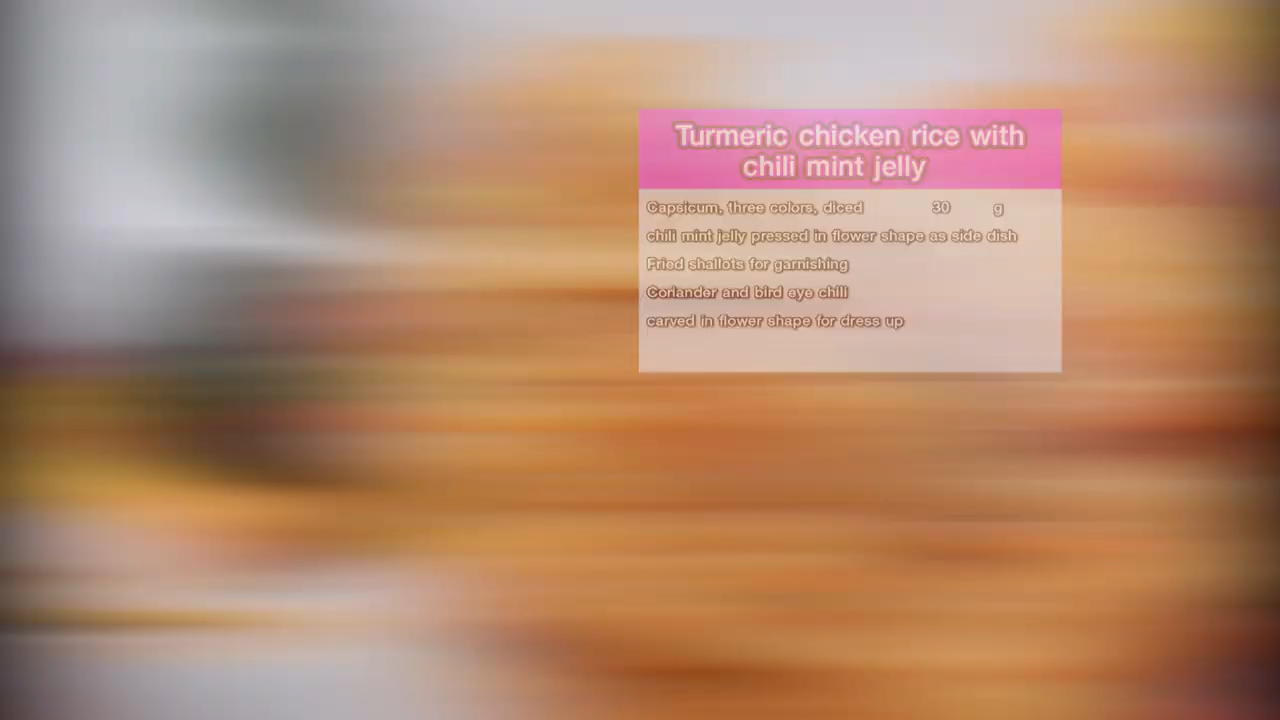 Turmeric chicken rice with
chili mint jelly
Capsicum, three colors, diced 30 g
chili mint jelly pressed in flower shape as side dish
Fried shallots for garnishing
Coriander and bird eye chili
carved in flower shape for dress up